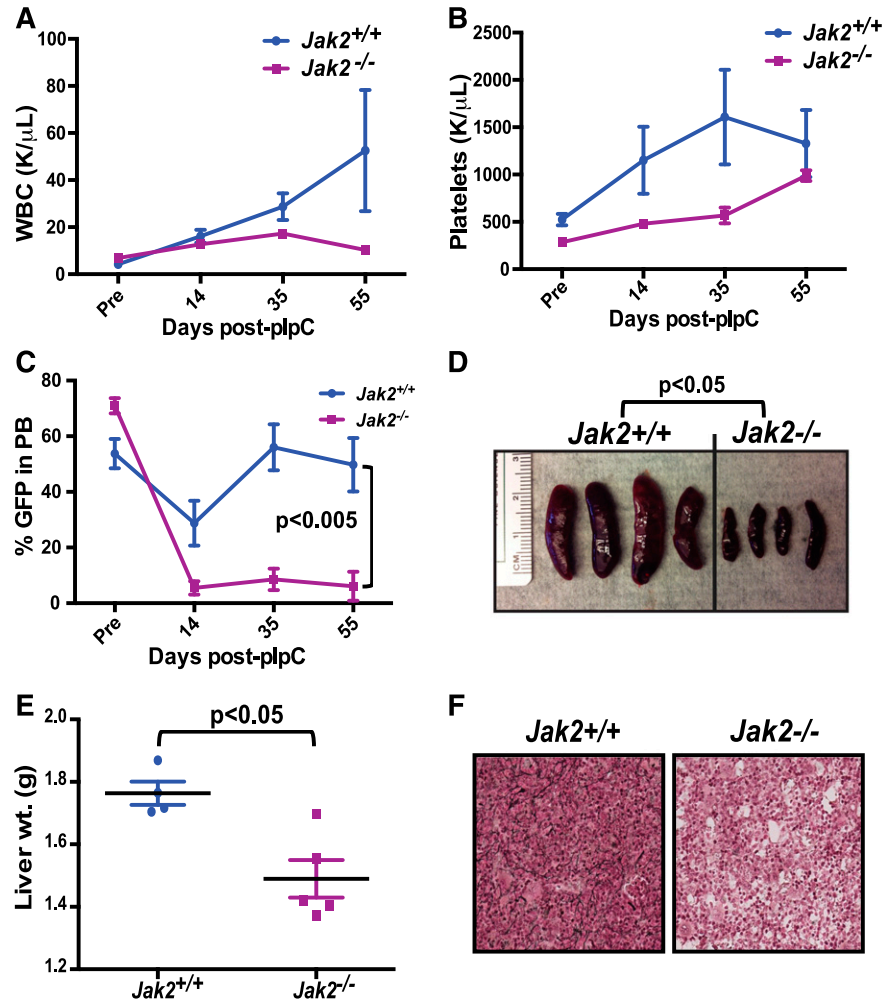 A
WBC (K/μL)
100
80
60
40
20
0
Jak2+/+
Jak2-/-
Pre
14
35
55
Days post-pIpC
B
Platelets (K/μL)
2500
2000
1500
1000
500
0
Jak2+/+
Jak2-/-
Pre
14
35
55
Days post-pIpC
C
% GFP in PB
80
60
40
20
0
Jak2+/+
Jak2-/-
p<0.005
Pre
14
35
55
Days post-pIpC
D
p<0.05
Jak2+/+ Jak2-/-
3
2
1
CM
E
Liver wt. (g)
2.0
1.8
1.6
1.4
1.2
p<0.05
Jak2+/+
Jak2-/-
F
Jak2+/+ Jak2-/-